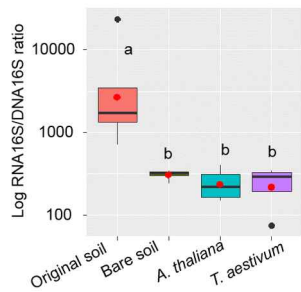 Log RNA16S/DNA16S ratio
10000
a
1000
b
b
b
100
Original soil
Bare soil
A. thaliana
T. aestivum